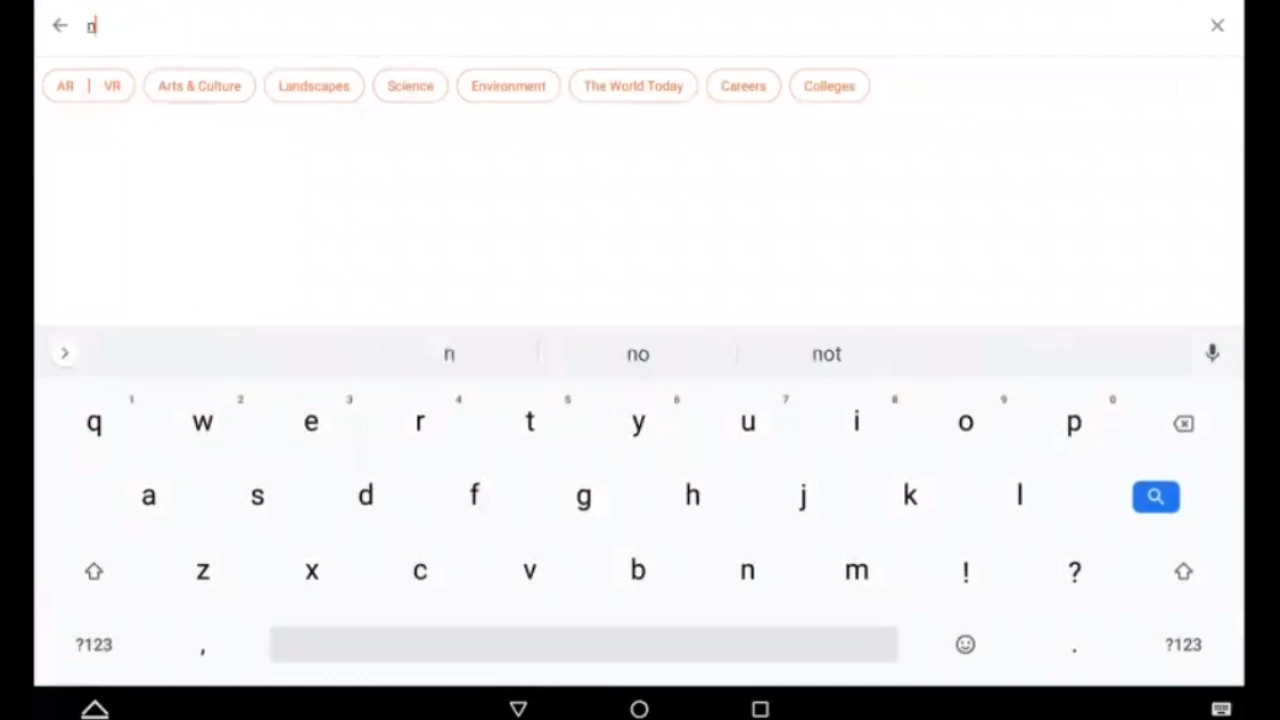 n
AR | VR Arts & Culture Landscapes Science Environment The World Today Careers Colleges
n no not
1 2 3 4 5 6 7 8 9 0
q w e r t y u i o p
a s d f g h j k l
z x c v b n m ! ?
?123 , . ?123